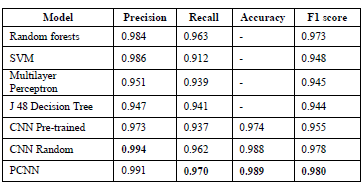 Model Precision Recall Accuracy F1 score
Random forests 0.984 0.963 - 0.973
SVM 0.986 0.912 - 0.948
Multilayer Perceptron 0.951 0.939 - 0.945
J 48 Decision Tree 0.947 0.941 - 0.944
CNN Pre-trained 0.973 0.937 0.974 0.955
CNN Random 0.994 0.962 0.988 0.978
PCNN 0.991 0.970 0.989 0.980